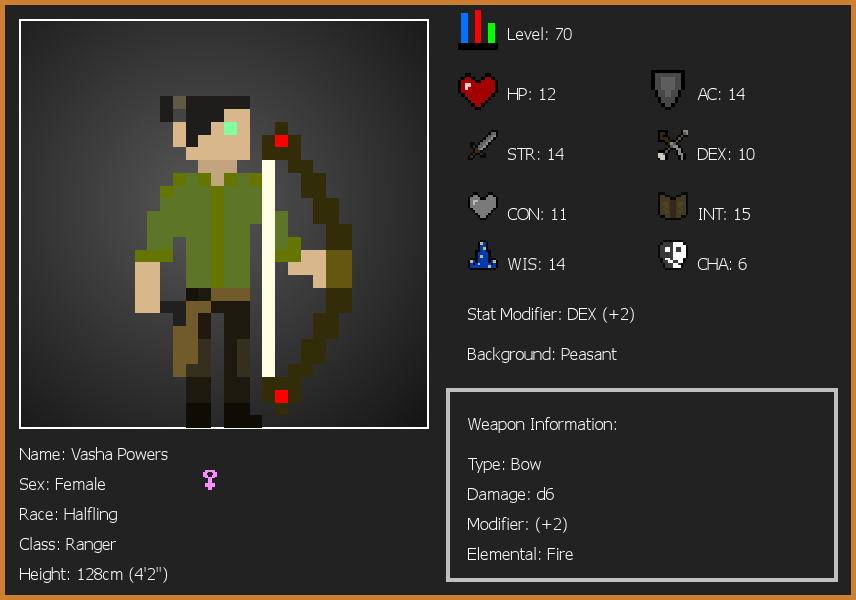 Level: 70
HP: 12
AC: 14
STR: 14
DEX: 10
CON: 11
INT: 15
WIS: 14
CHA: 6
Stat Modifier: DEX (+2)
Background: Peasant
Weapon Information:
Type: Bow
Damage: d6
Modifier: (+2)
Elemental: Fire
Name: Vasha Powers
Sex: Female
Race: Halfling
Class: Ranger
Height: 128cm (4'2")